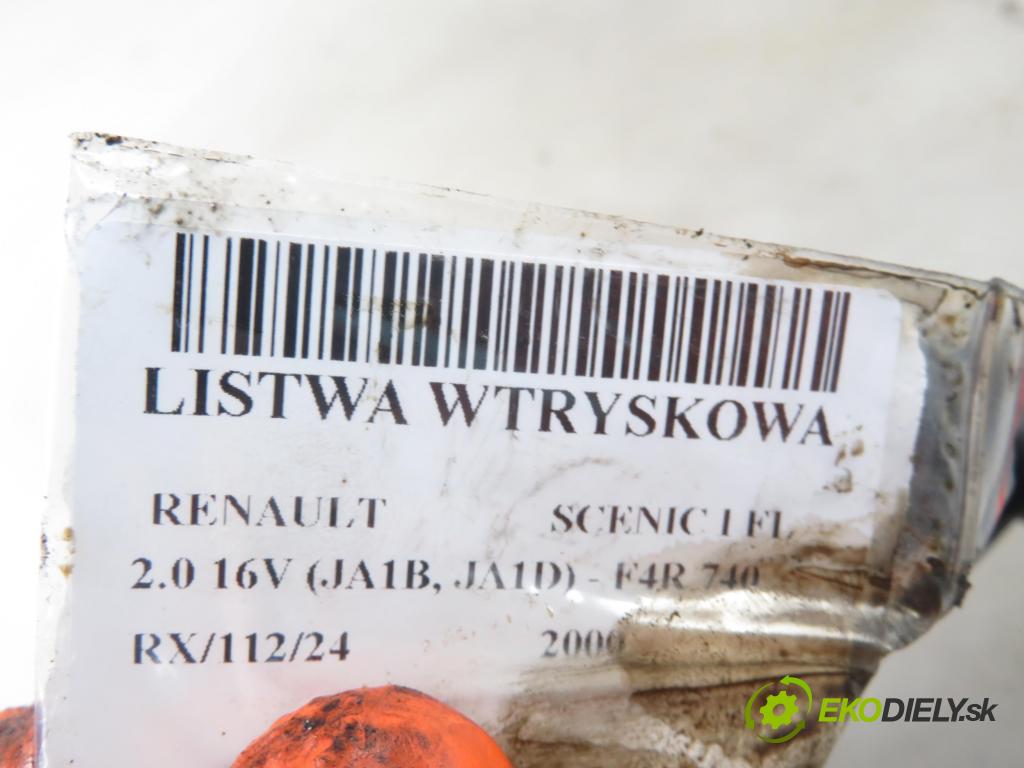 LISTWA WTRYSKOWA
RENAULT SCENIC I FL
2.0 16V (JA1B, JA1D) - F4R 740
RX/112/24 2000
EKODIELY.sk